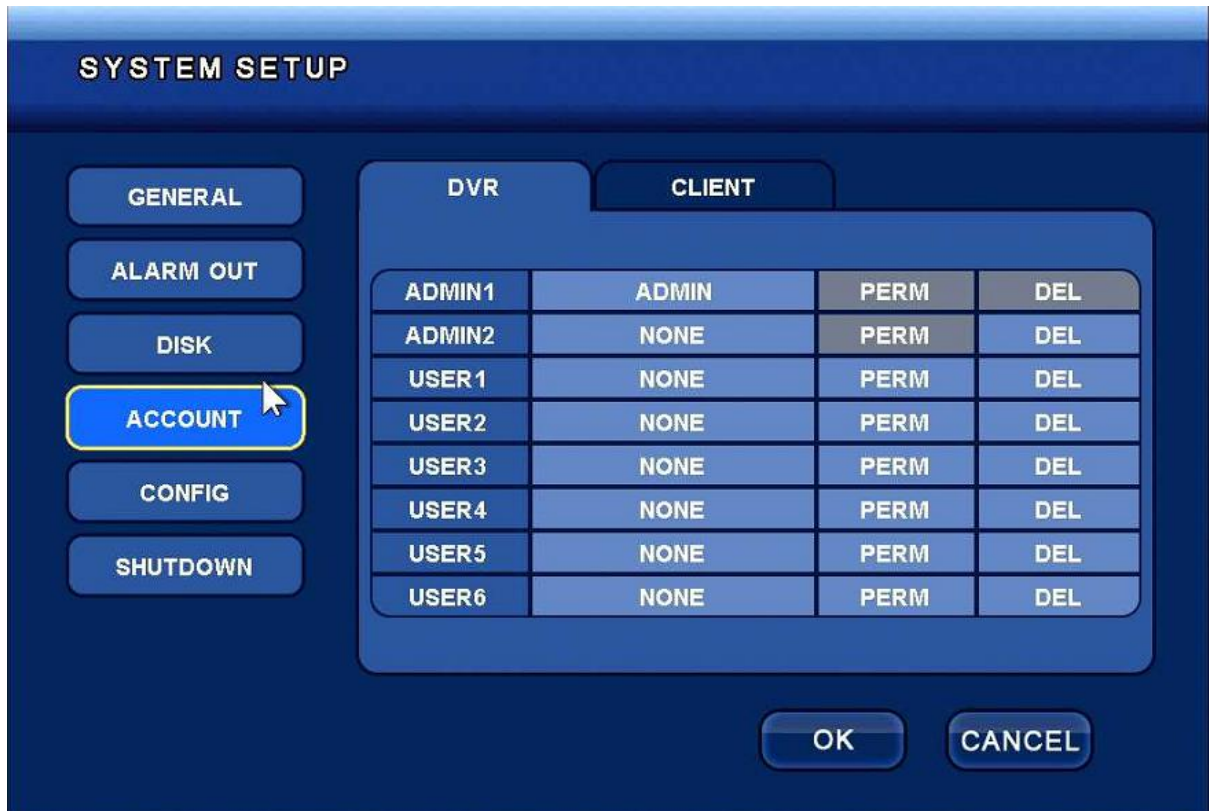 SYSTEM SETUP
GENERAL
ALARM OUT
DISK
ACCOUNT
CONFIG
SHUTDOWN
DVR CLIENT
ADMIN1 ADMIN PERM DEL
ADMIN2 NONE PERM DEL
USER1 NONE PERM DEL
USER2 NONE PERM DEL
USER3 NONE PERM DEL
USER4 NONE PERM DEL
USER5 NONE PERM DEL
USER6 NONE PERM DEL
OK CANCEL